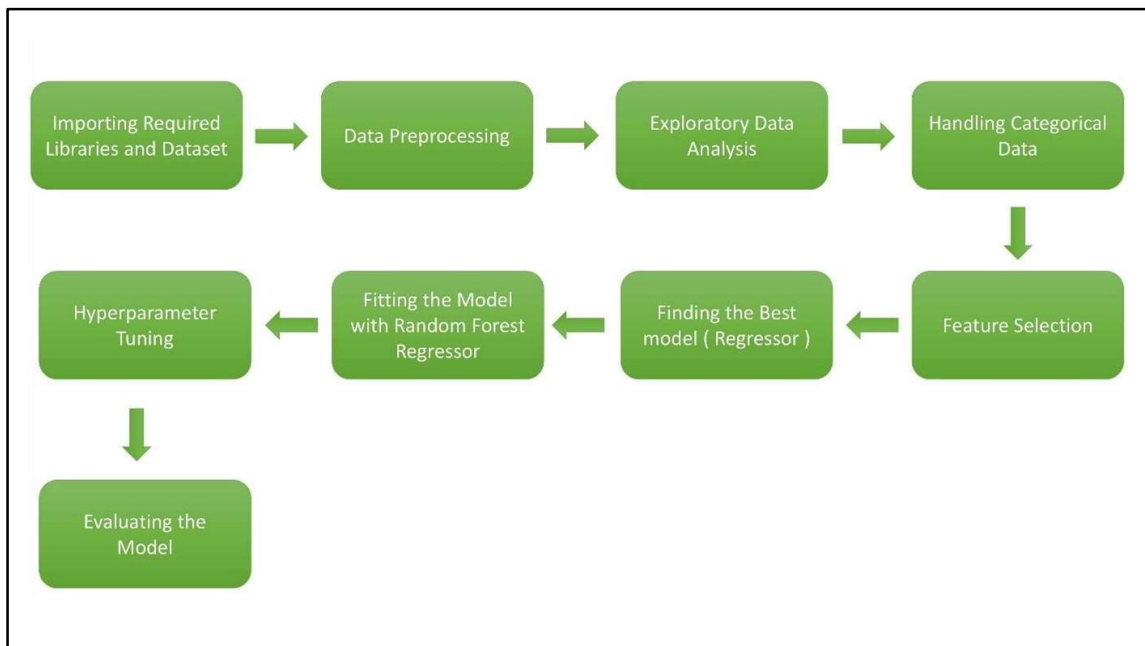 Importing Required
Libraries and Dataset
Data Preprocessing
Exploratory Data
Analysis
Handling Categorical
Data
Feature Selection
Finding the Best
model ( Regressor )
Fitting the Model
with Random Forest
Regressor
Hyperparameter
Tuning
Evaluating the
Model